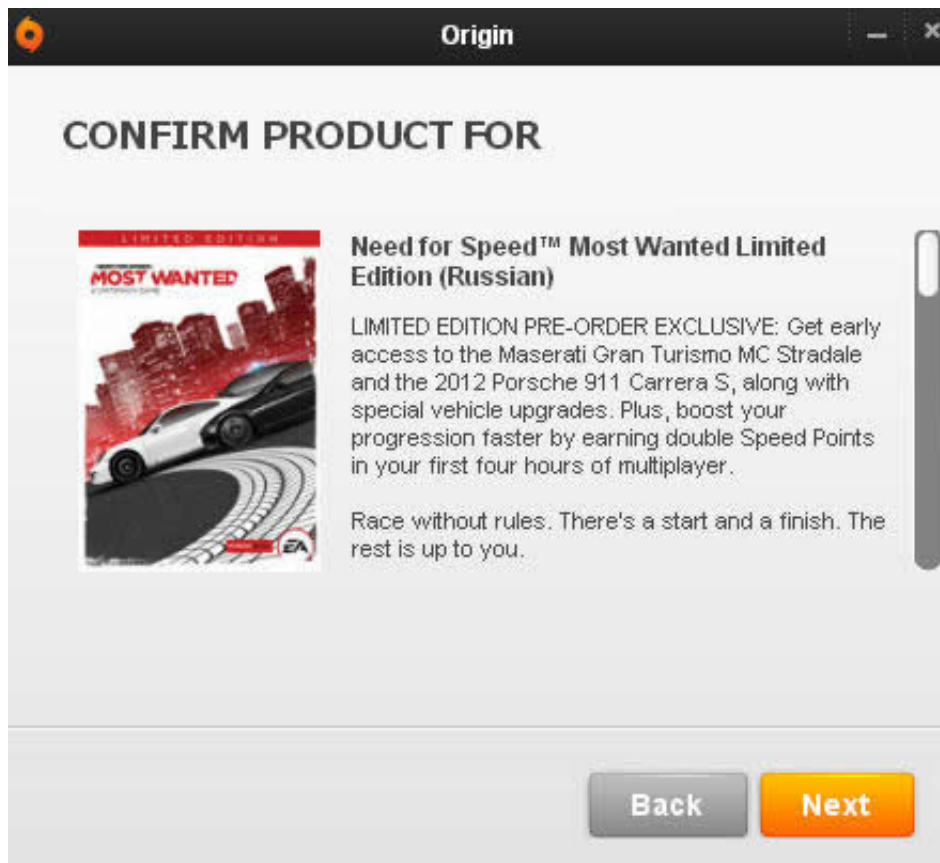 Origin
CONFIRM PRODUCT FOR
LIMITED EDITION
MOST WANTED
A CRITERION GAME
EA
Need for Speed™ Most Wanted Limited
Edition (Russian)
LIMITED EDITION PRE-ORDER EXCLUSIVE: Get early
access to the Maserati Gran Turismo MC Stradale
and the 2012 Porsche 911 Carrera S, along with
special vehicle upgrades. Plus, boost your
progression faster by earning double Speed Points
in your first four hours of multiplayer.
Race without rules. There's a start and a finish. The
rest is up to you.
Back
Next